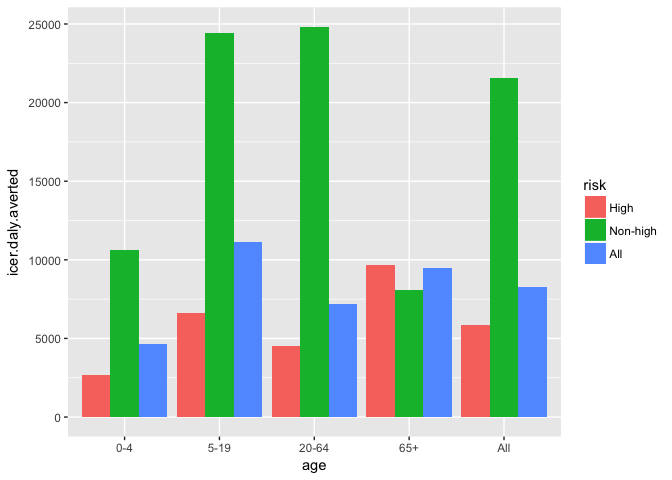 icer.daly.averted
25000
20000
15000
10000
5000
0
0-4 5-19 20-64 65+ All
age
risk
High
Non-high
All